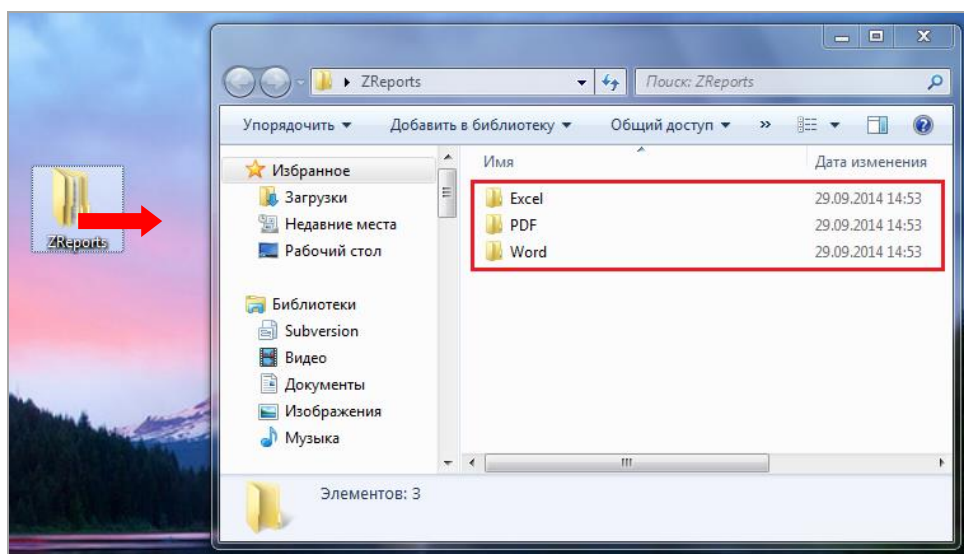 ZReports
ZReports
Поиск: ZReports
Упорядочить
Добавить в библиотеку
Общий доступ
»
Избранное
Загрузки
Недавние места
Рабочий стол
Библиотеки
Subversion
Видео
Документы
Изображения
Музыка
Имя Дата изменения
Excel 29.09.2014 14:53
PDF 29.09.2014 14:53
Word 29.09.2014 14:53
Элементов: 3